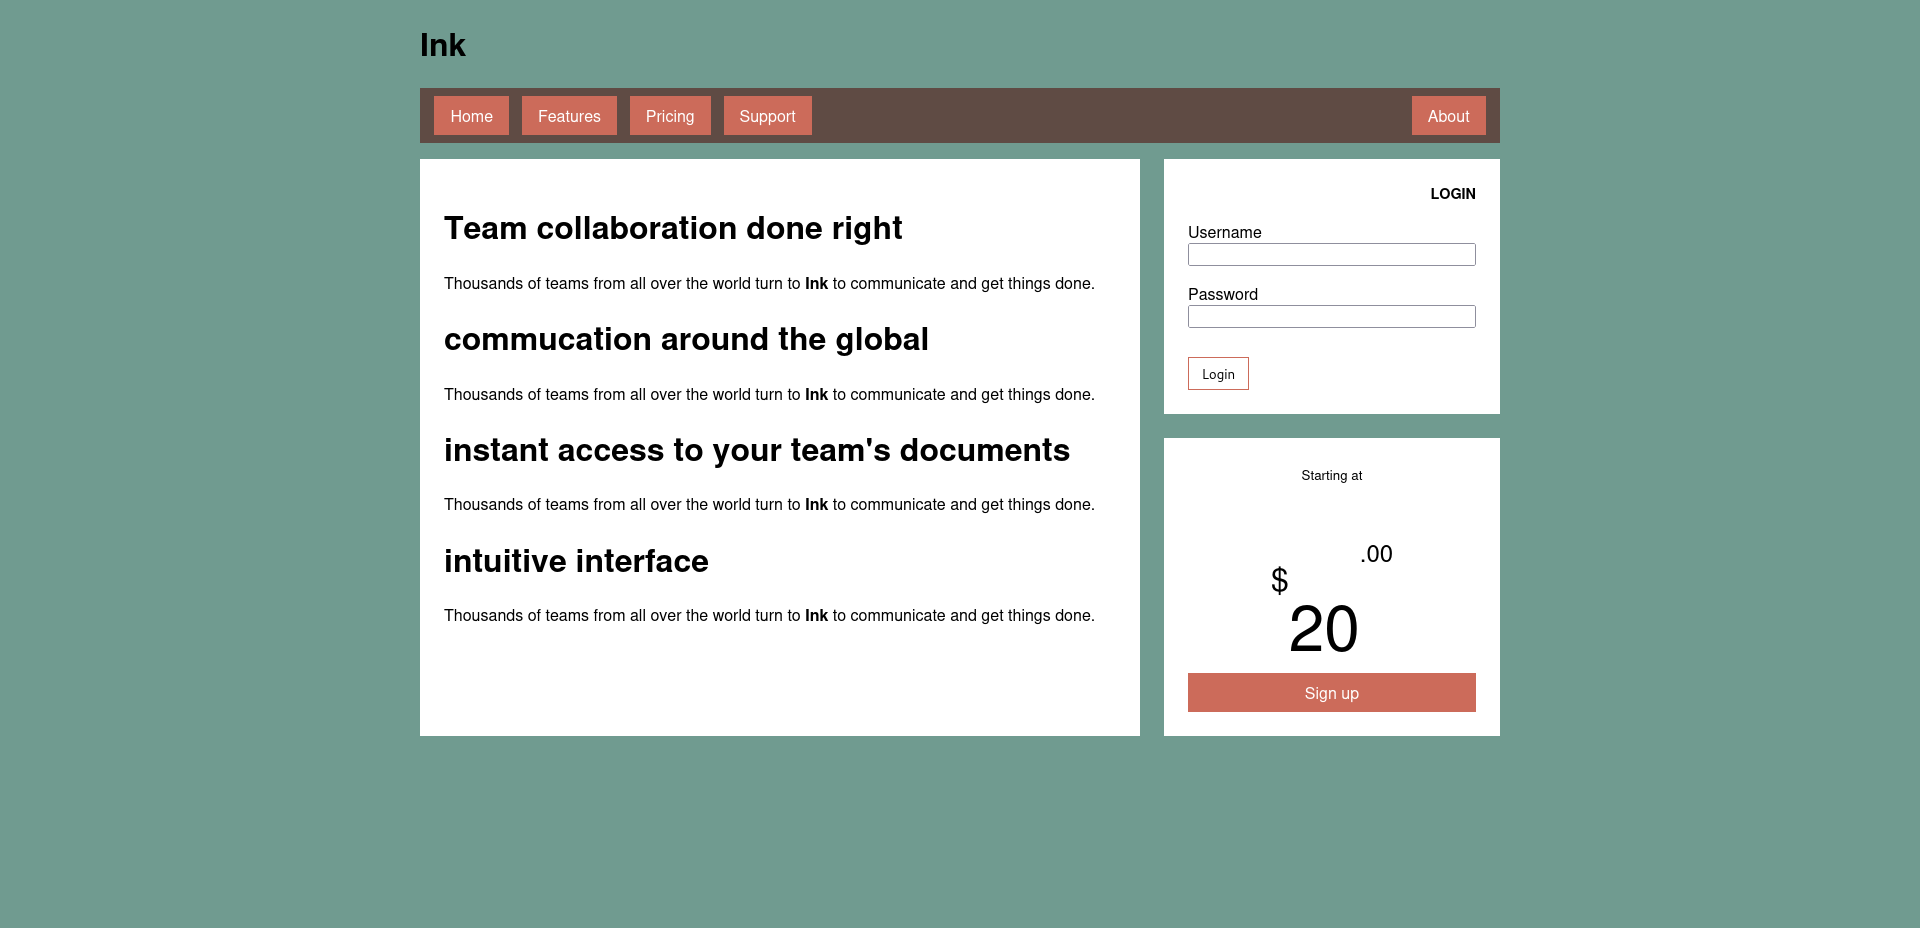 Ink
Home Features Pricing Support About
Team collaboration done right
Thousands of teams from all over the world turn to Ink to communicate and get things done.
commucation around the global
Thousands of teams from all over the world turn to Ink to communicate and get things done.
instant access to your team's documents
Thousands of teams from all over the world turn to Ink to communicate and get things done.
intuitive interface
Thousands of teams from all over the world turn to Ink to communicate and get things done.
LOGIN
Username
Password
Login
Starting at
$20.00
Sign up